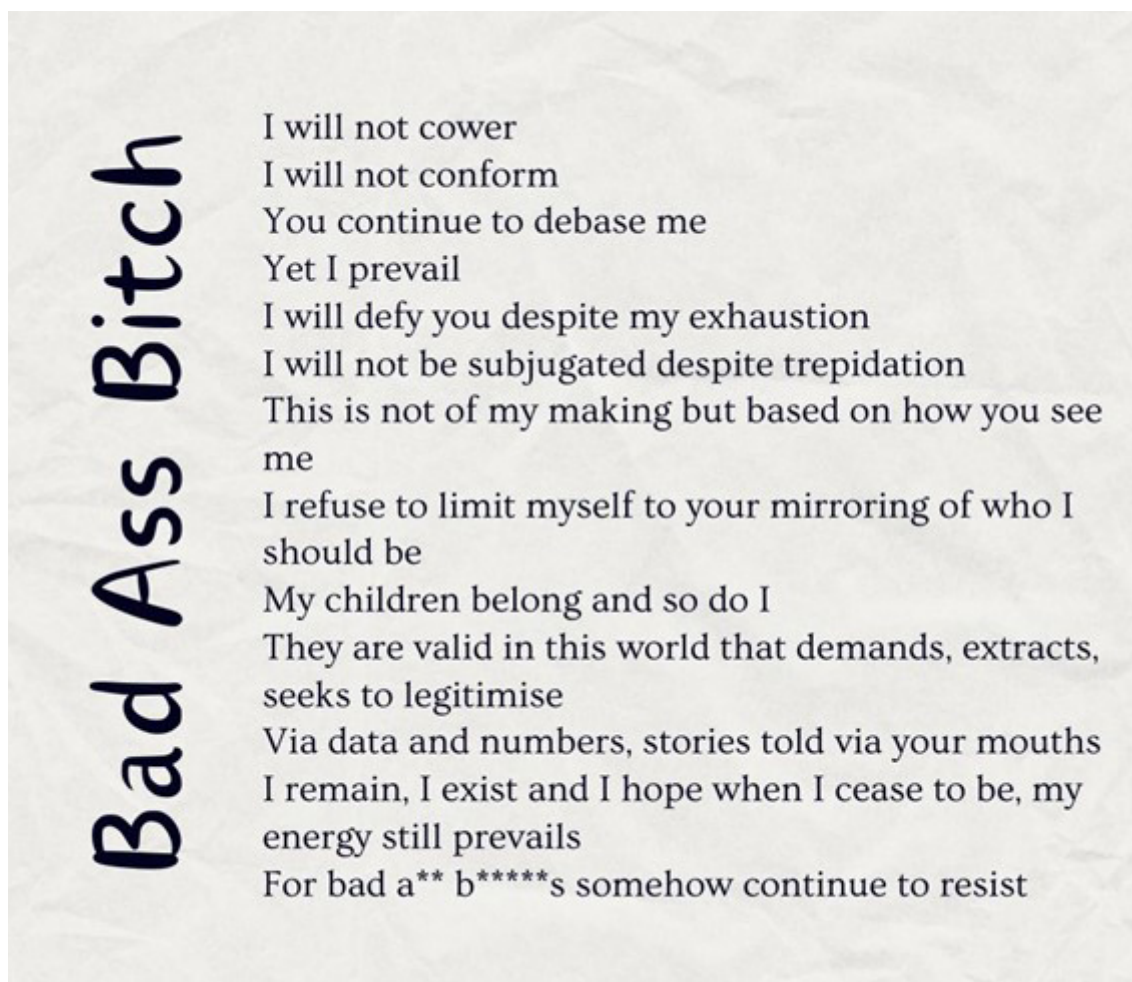 Bad Ass Bitch
I will not cower
I will not conform
You continue to debase me
Yet I prevail
I will defy you despite my exhaustion
I will not be subjugated despite trepidation
This is not of my making but based on how you see
me
I refuse to limit myself to your mirroring of who I
should be
My children belong and so do I
They are valid in this world that demands, extracts,
seeks to legitimise
Via data and numbers, stories told via your mouths
I remain, I exist and I hope when I cease to be, my
energy still prevails
For bad a** b*****s somehow continue to resist